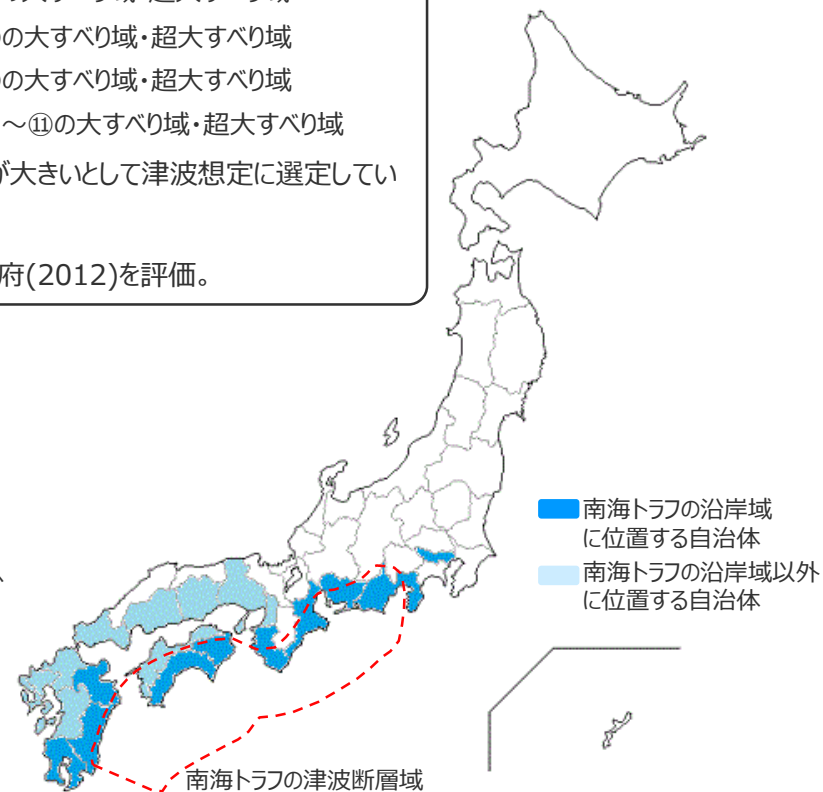 の大すべり域・超大すべり域
の大すべり域・超大すべり域
～⑪の大すべり域・超大すべり域
が大きいとして津波想定に選定してい
府(2012)を評価。
南海トラフの沿岸域
に位置する自治体
南海トラフの沿岸域以外
に位置する自治体
南海トラフの津波断層域